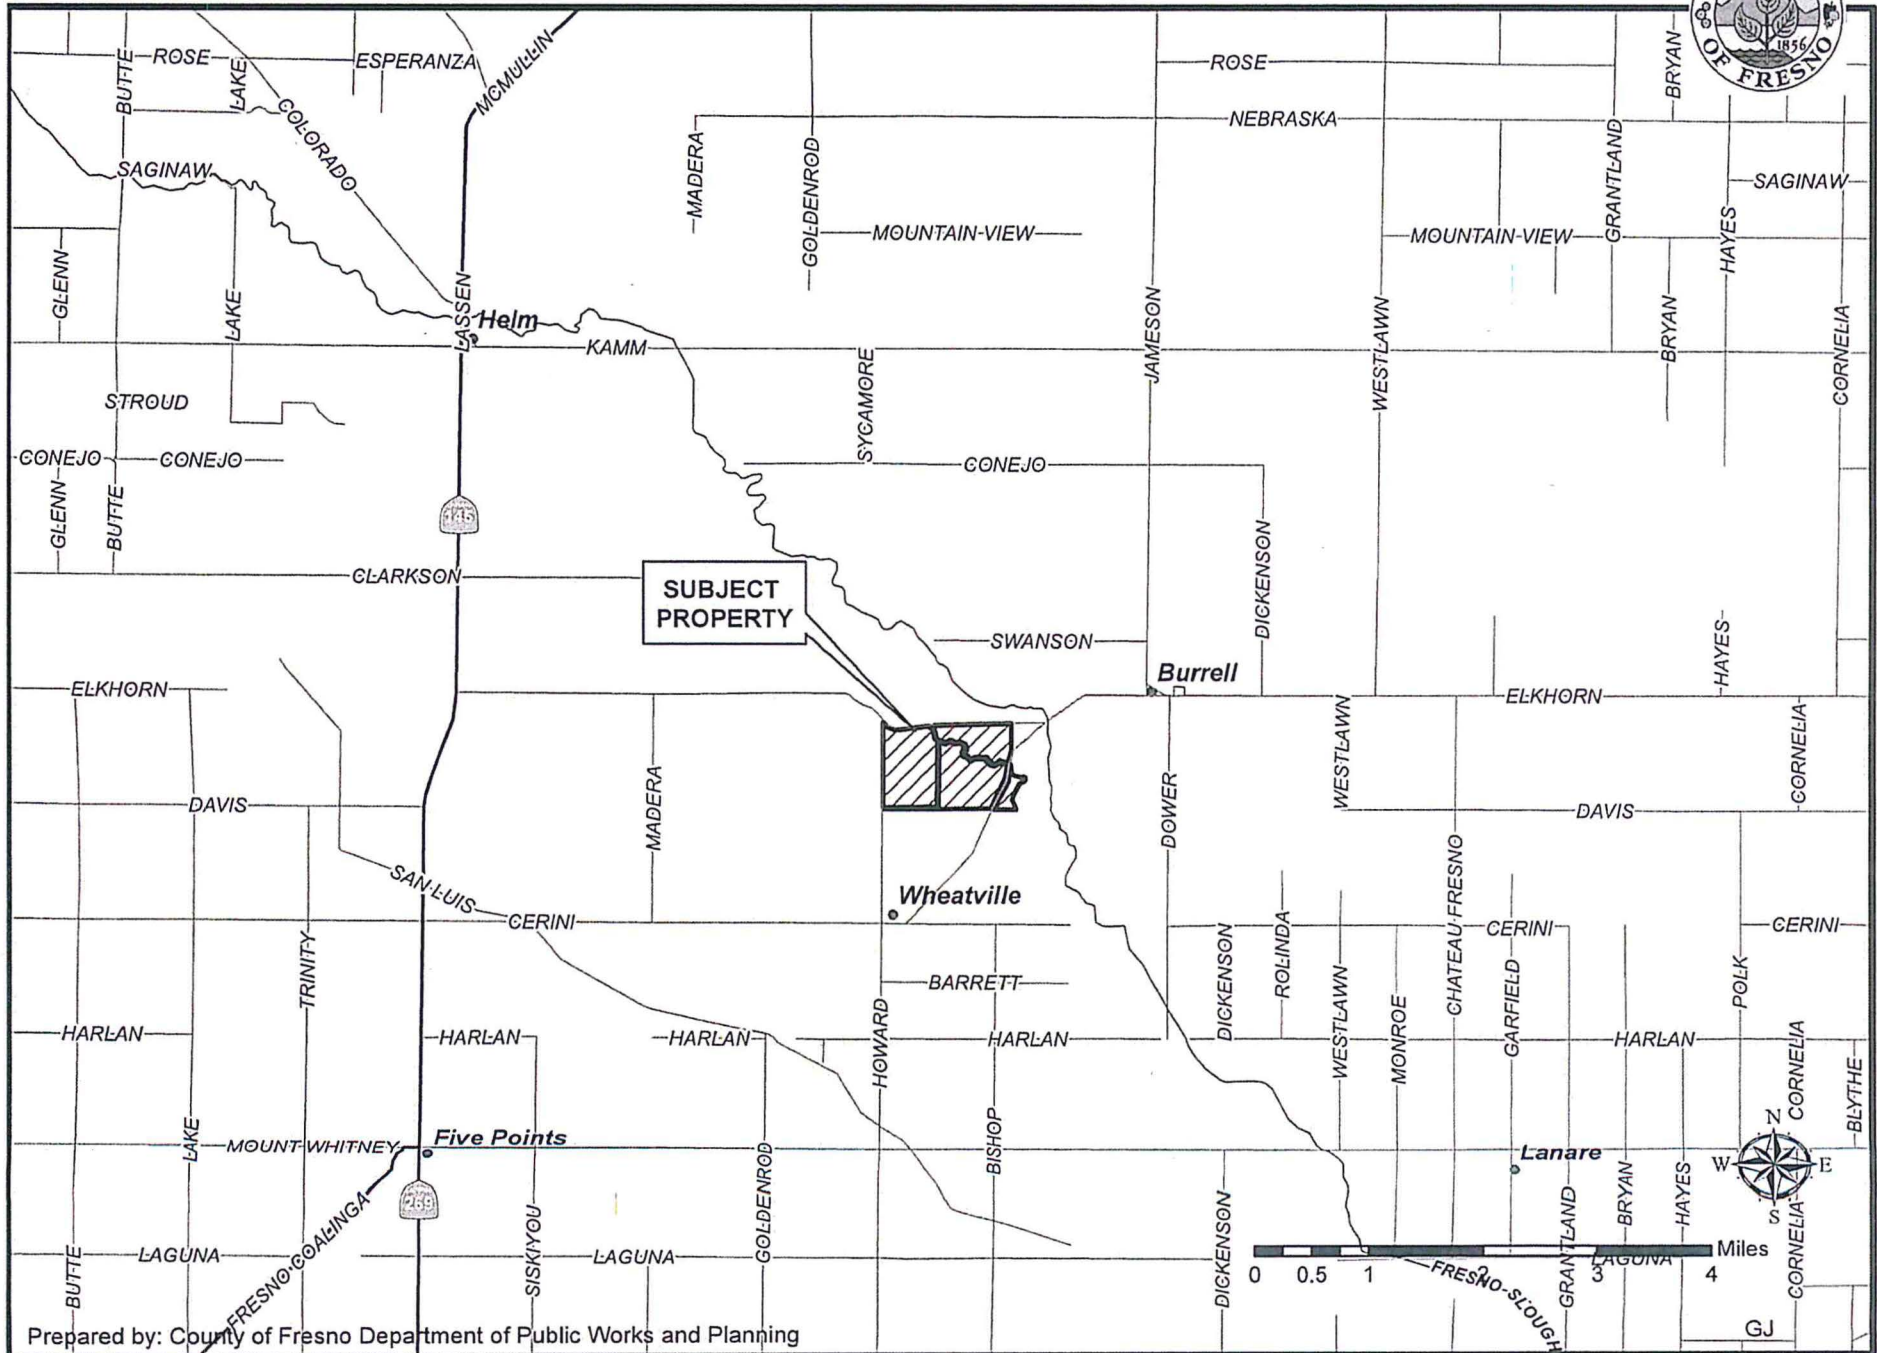 1856
OF FRESNO
BUTTE
ROSE
LAKE
ESPERANZA
MCMULLIN
ROSE
BRYAN
COLORADO
NEBRASKA
MADERA
GOLDENROD
GRANTLAND
SAGINAW
SAGINAW
MOUNTAIN VIEW
MOUNTAIN VIEW
HAYES
GLENN
LAKE
LASSEN
Helm
KAMM
JAMESON
WESTLAWN
BRYAN
CORNELIA
SYCAMORE
STROUD
CONEJO
CONEJO
CONEJO
GLENN
BUTTE
145
DICKENSON
CLARKSON
SUBJECT
PROPERTY
SWANSON
HAYES
Burrell
ELKHORN
ELKHORN
WESTLAWN
CORNELIA
MADERA
DOWER
DAVIS
DAVIS
CHATEAU FRESNO
SAN LUIS
Wheatville
CERINI
CERINI
CERINI
TRINITY
DICKENSON
ROLINDA
WESTLAWN
GARFIELD
POLK
BARRETT
MONROE
HARLAN
HARLAN
HARLAN
HARLAN
HARLAN
HOWARD
CORNELIA
BLYTHE
LAKE
MOUNT WHITNEY
Five Points
BISHOP
N
Lanare
W
E
S
269
GOLDENROD
SISKIYOU
DICKENSON
GRANTLAND
BRYAN
HAYES
CORNELIA
BUTTE
LAGUNA
FRESNO COALINGA
LAGUNA
LAGUNA
Miles
0 0.5 1 2 3 4
FRESNO SLOUGH
Prepared by: County of Fresno Department of Public Works and Planning
GJ